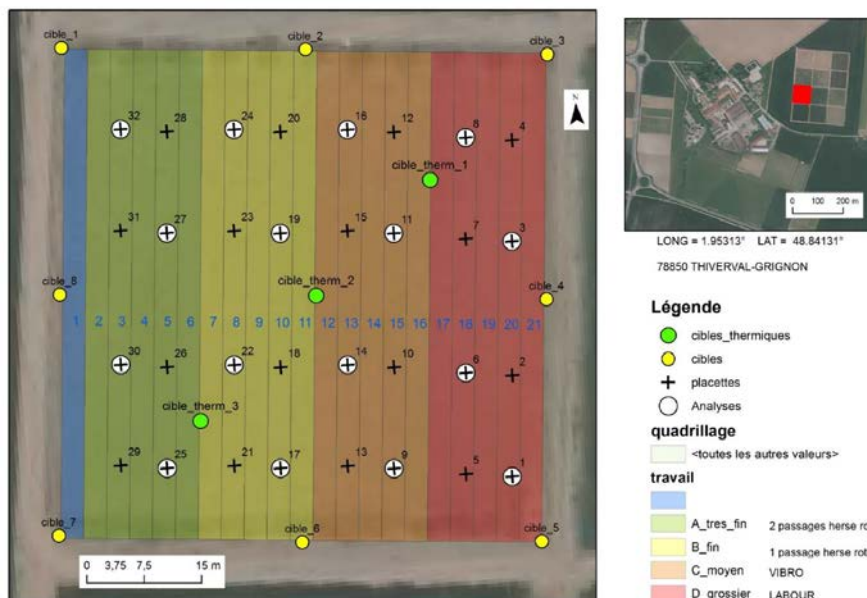 cible_1
cible_2
cible_3
N
32 28 24 20 16 12 8 4
cible_therm_1
31 27 23 19 15 11 7 3
cible_8
cible_therm_2
cible_4
1 2 3 4 5 6 7 8 9 10 11 12 13 14 15 16 17 18 19 20 21
30 26 22 18 14 10 6 2
cible_therm_3
29 25 21 17 13 9 5 1
cible_7
cible_6
cible_5
0 3,75 7,5 15 m
0 100 200 m
LONG = 1.95313° LAT = 48.84131°
78850 THIVERVAL-GRIGNON
Légende
cibles_thermiques
cibles
placettes
Analyses
quadrillage
<toutes les autres valeurs>
travail
A_tres_fin 2 passages herse rot
B_fin 1 passage herse rot
C_moyen VIBRO
D_grossier LABOUR